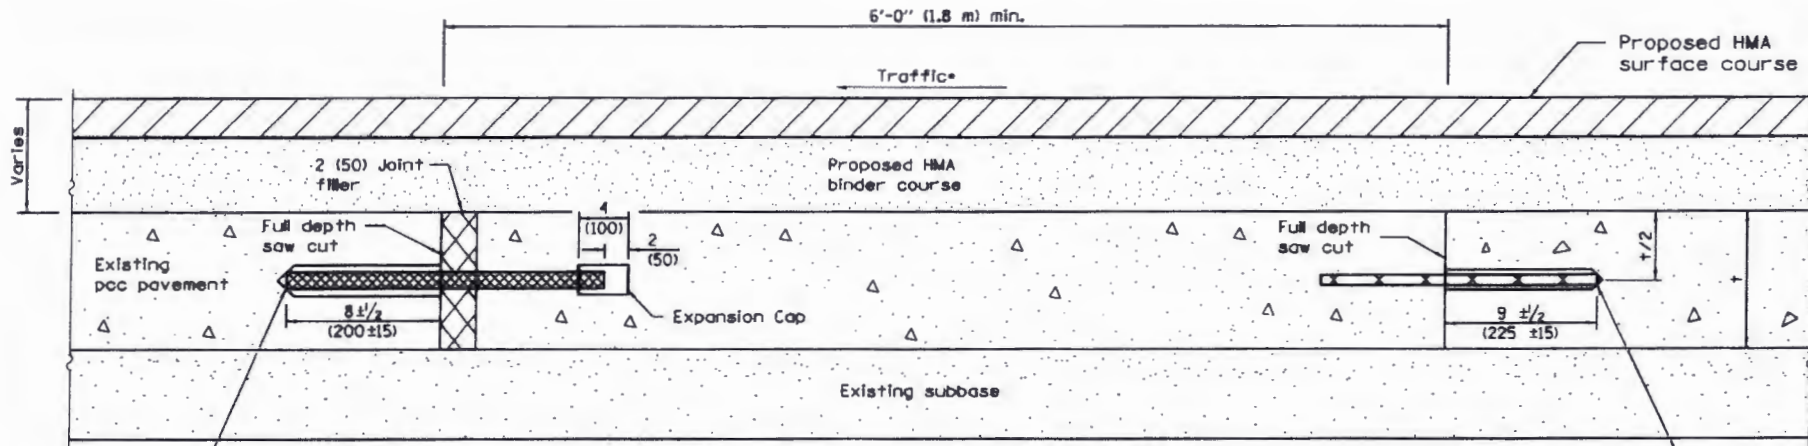 6'-0" (1.8 m) min.
Proposed HMA
surface course
Traffic*
Varies
2 (50) Joint
filler
Proposed HMA
binder course
4
(100)
2
(50)
Full depth
saw cut
Full depth
saw cut
t/2
t
Existing
pcc pavement
8 ±1/2
(200 ±15)
Expansion Cap
9 ±1/2
(225 ±15)
Existing subbase